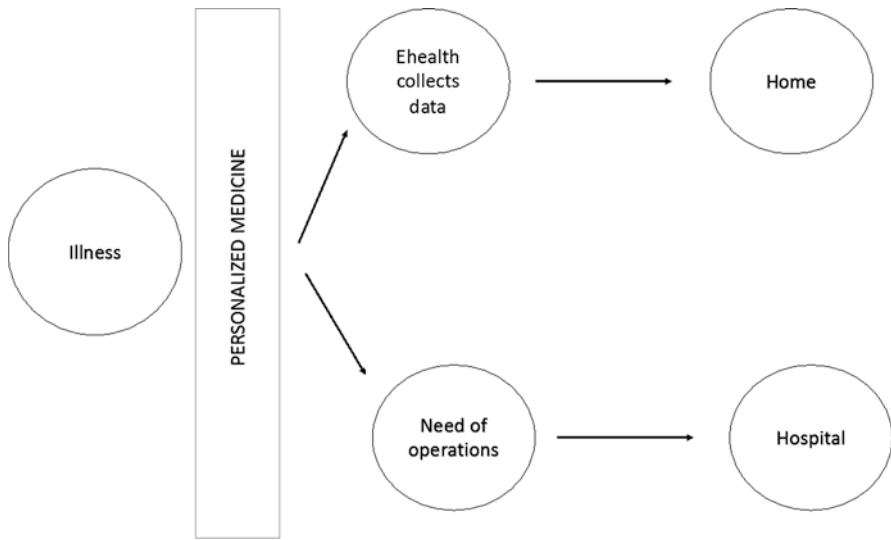 Illness
PERSONALIZED MEDICINE
Ehealth
collects
data
Home
Need of
operations
Hospital